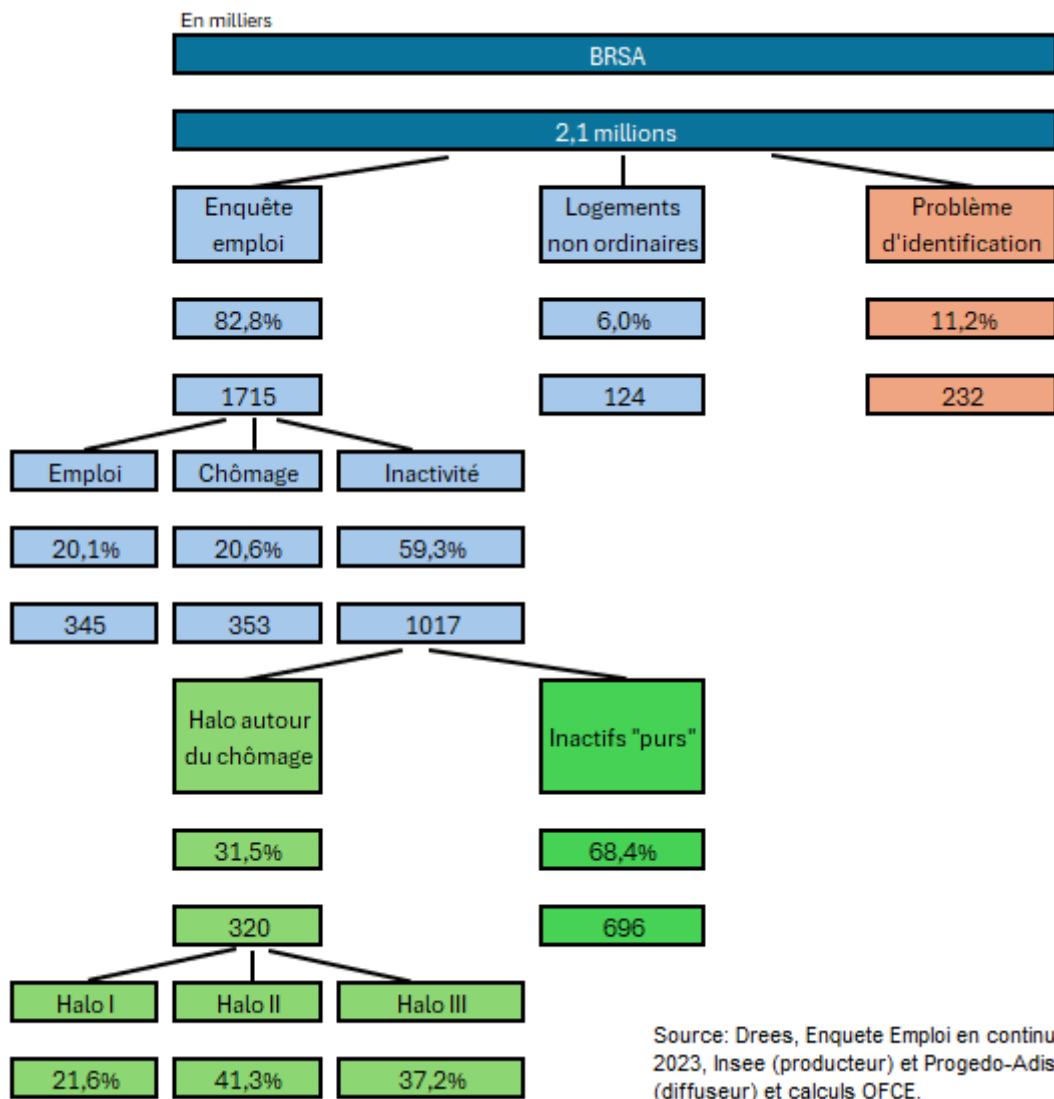 En milliers
BRSA
2,1 millions
Enquête
emploi
Logements
non ordinaires
Problème
d'identification
82,8%
6,0%
11,2%
1715
124
232
Emploi
Chômage
Inactivité
20,1%
20,6%
59,3%
345
353
1017
Halo autour
du chômage
Inactifs "purs"
31,5%
68,4%
320
696
Halo I
Halo II
Halo III
21,6%
41,3%
37,2%
Source: Drees, Enquete Emploi en continu
2023, Insee (producteur) et Progedo-Adis
(diffuseur) et calculs OFCE.